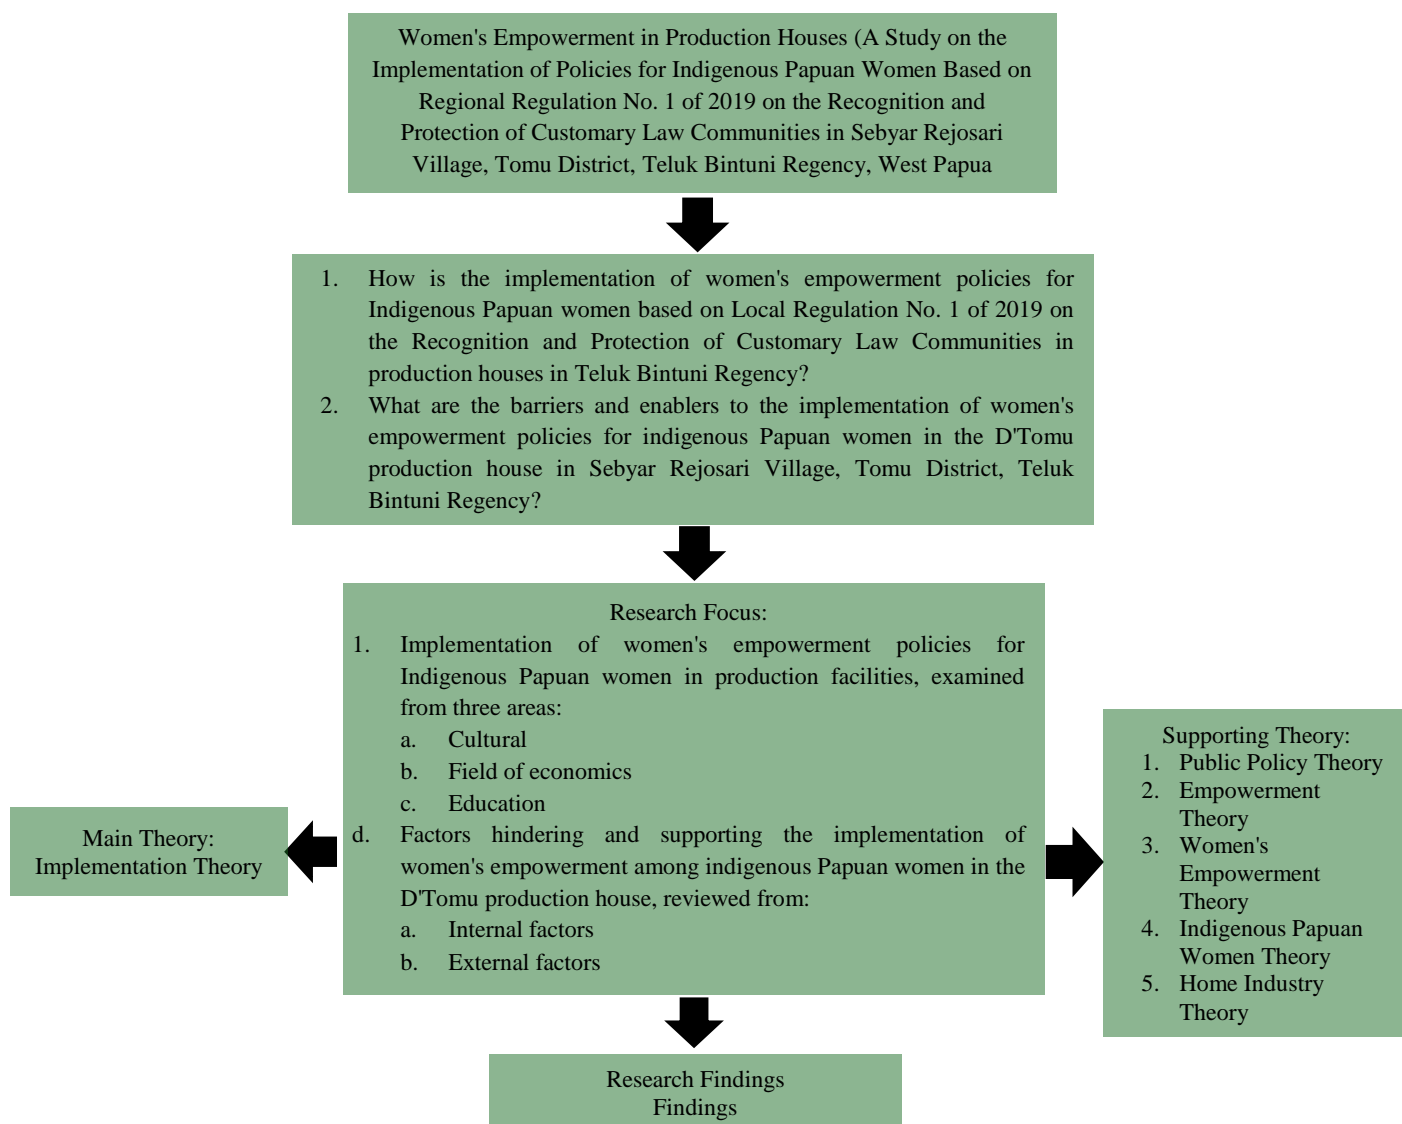 Women's Empowerment in Production Houses (A Study on the
Implementation of Policies for Indigenous Papuan Women Based on
Regional Regulation No. 1 of 2019 on the Recognition and
Protection of Customary Law Communities in Sebyar Rejosari
Village, Tomu District, Teluk Bintuni Regency, West Papua
1. How is the implementation of women's empowerment policies for
Indigenous Papuan women based on Local Regulation No. 1 of 2019 on
the Recognition and Protection of Customary Law Communities in
production houses in Teluk Bintuni Regency?
2. What are the barriers and enablers to the implementation of women's
empowerment policies for indigenous Papuan women in the D'Tomu
production house in Sebyar Rejosari Village, Tomu District, Teluk
Bintuni Regency?
Research Focus:
1. Implementation of women's empowerment policies for
Indigenous Papuan women in production facilities, examined
from three areas:
a. Cultural
b. Field of economics
c. Education
d. Factors hindering and supporting the implementation of
women's empowerment among indigenous Papuan women in the
D'Tomu production house, reviewed from:
a. Internal factors
b. External factors
Main Theory:
Implementation Theory
Supporting Theory:
1. Public Policy Theory
2. Empowerment
Theory
3. Women's
Empowerment
Theory
4. Indigenous Papuan
Women Theory
5. Home Industry
Theory
Research Findings
Findings